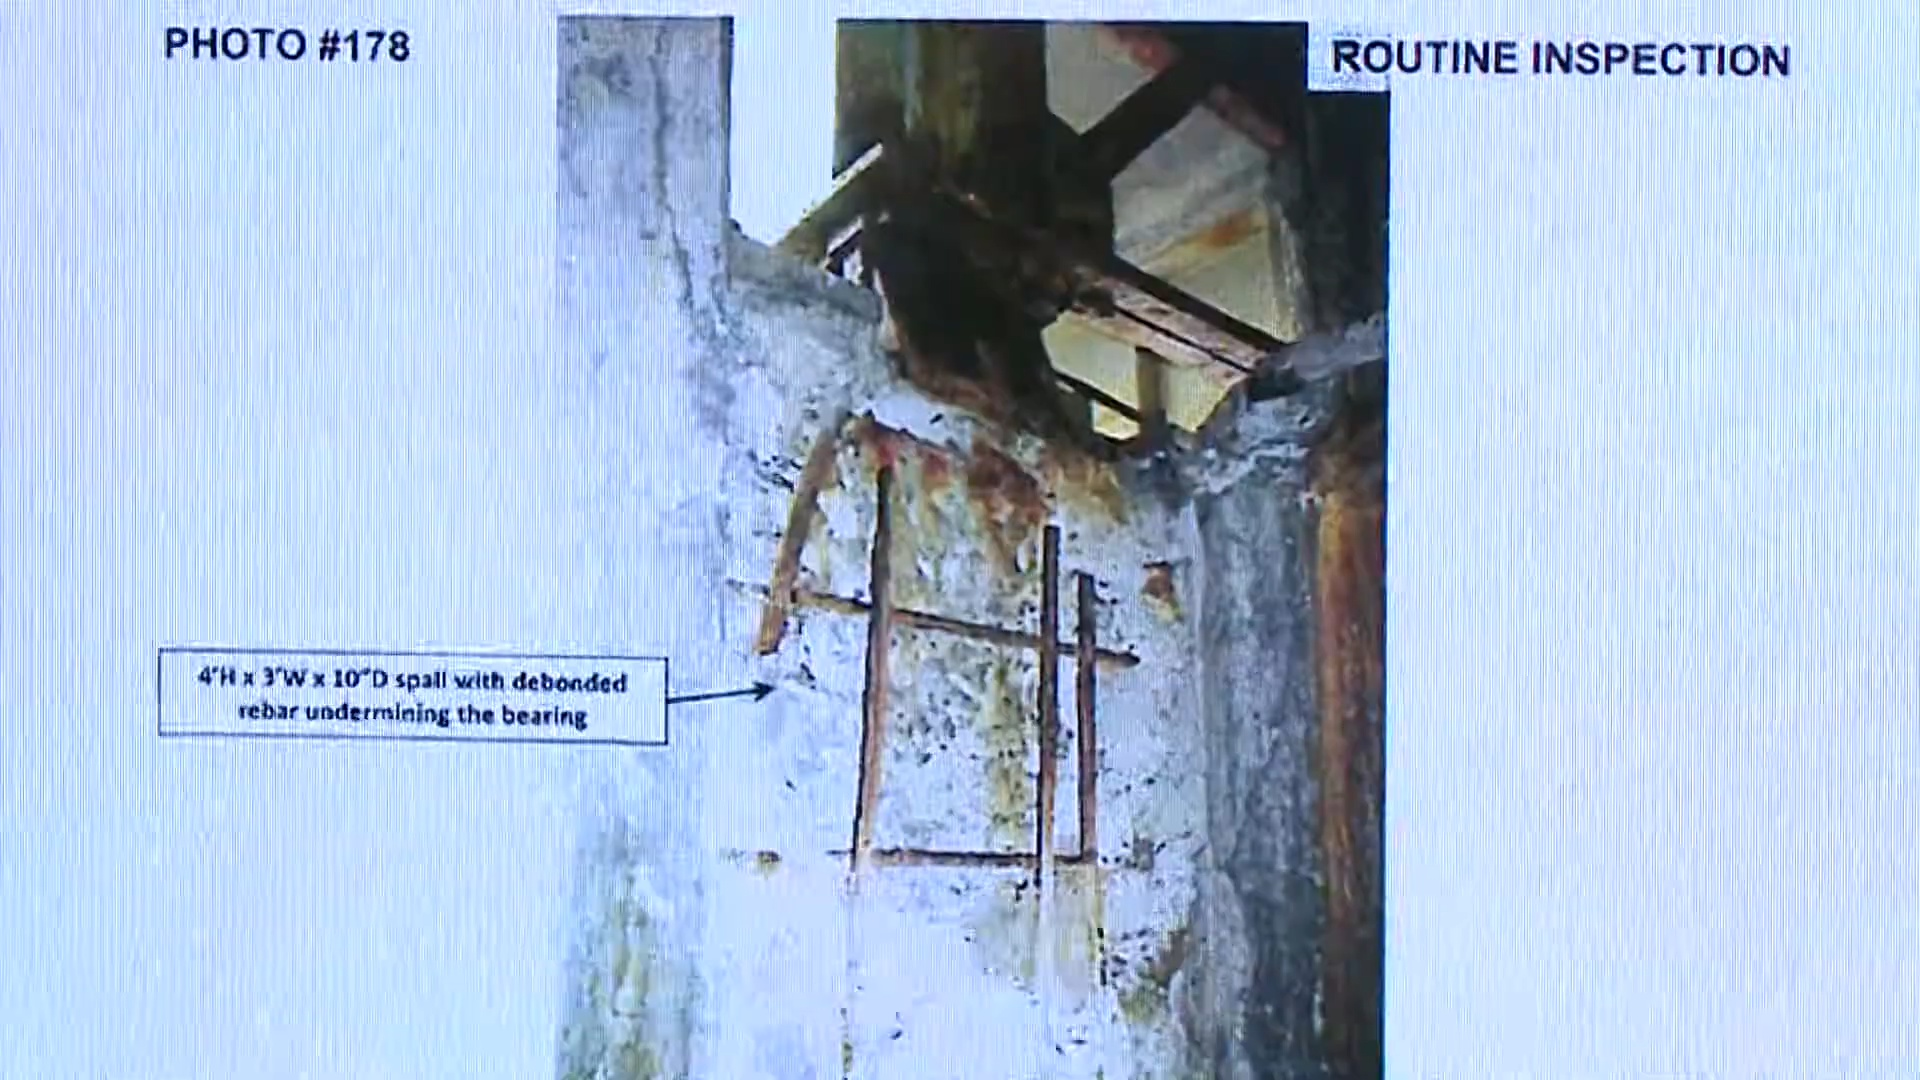 PHOTO #178
ROUTINE INSPECTION
4'H x 3'W x 10"D spall with debonded
rebar undermining the bearing